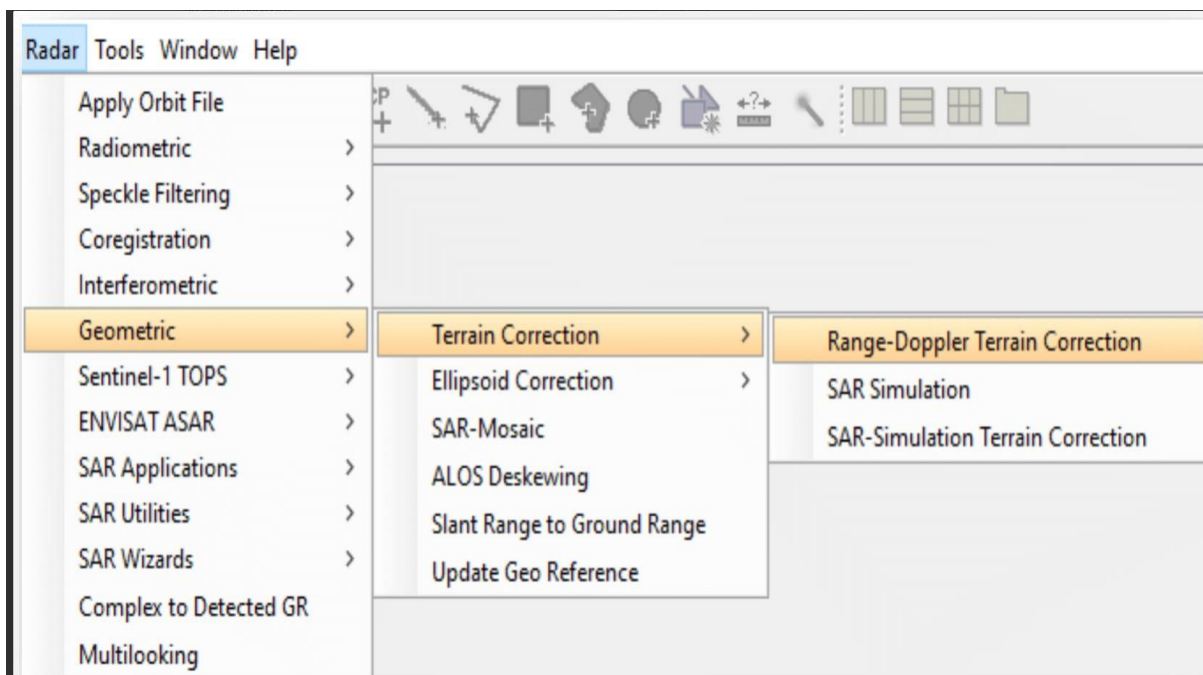 Radar Tools Window Help
Apply Orbit File
Radiometric
Speckle Filtering
Coregistration
Interferometric
Geometric
Sentinel-1 TOPS
ENVISAT ASAR
SAR Applications
SAR Utilities
SAR Wizards
Complex to Detected GR
Multilooking
Terrain Correction
Ellipsoid Correction
SAR-Mosaic
ALOS Deskewing
Slant Range to Ground Range
Update Geo Reference
Range-Doppler Terrain Correction
SAR Simulation
SAR-Simulation Terrain Correction